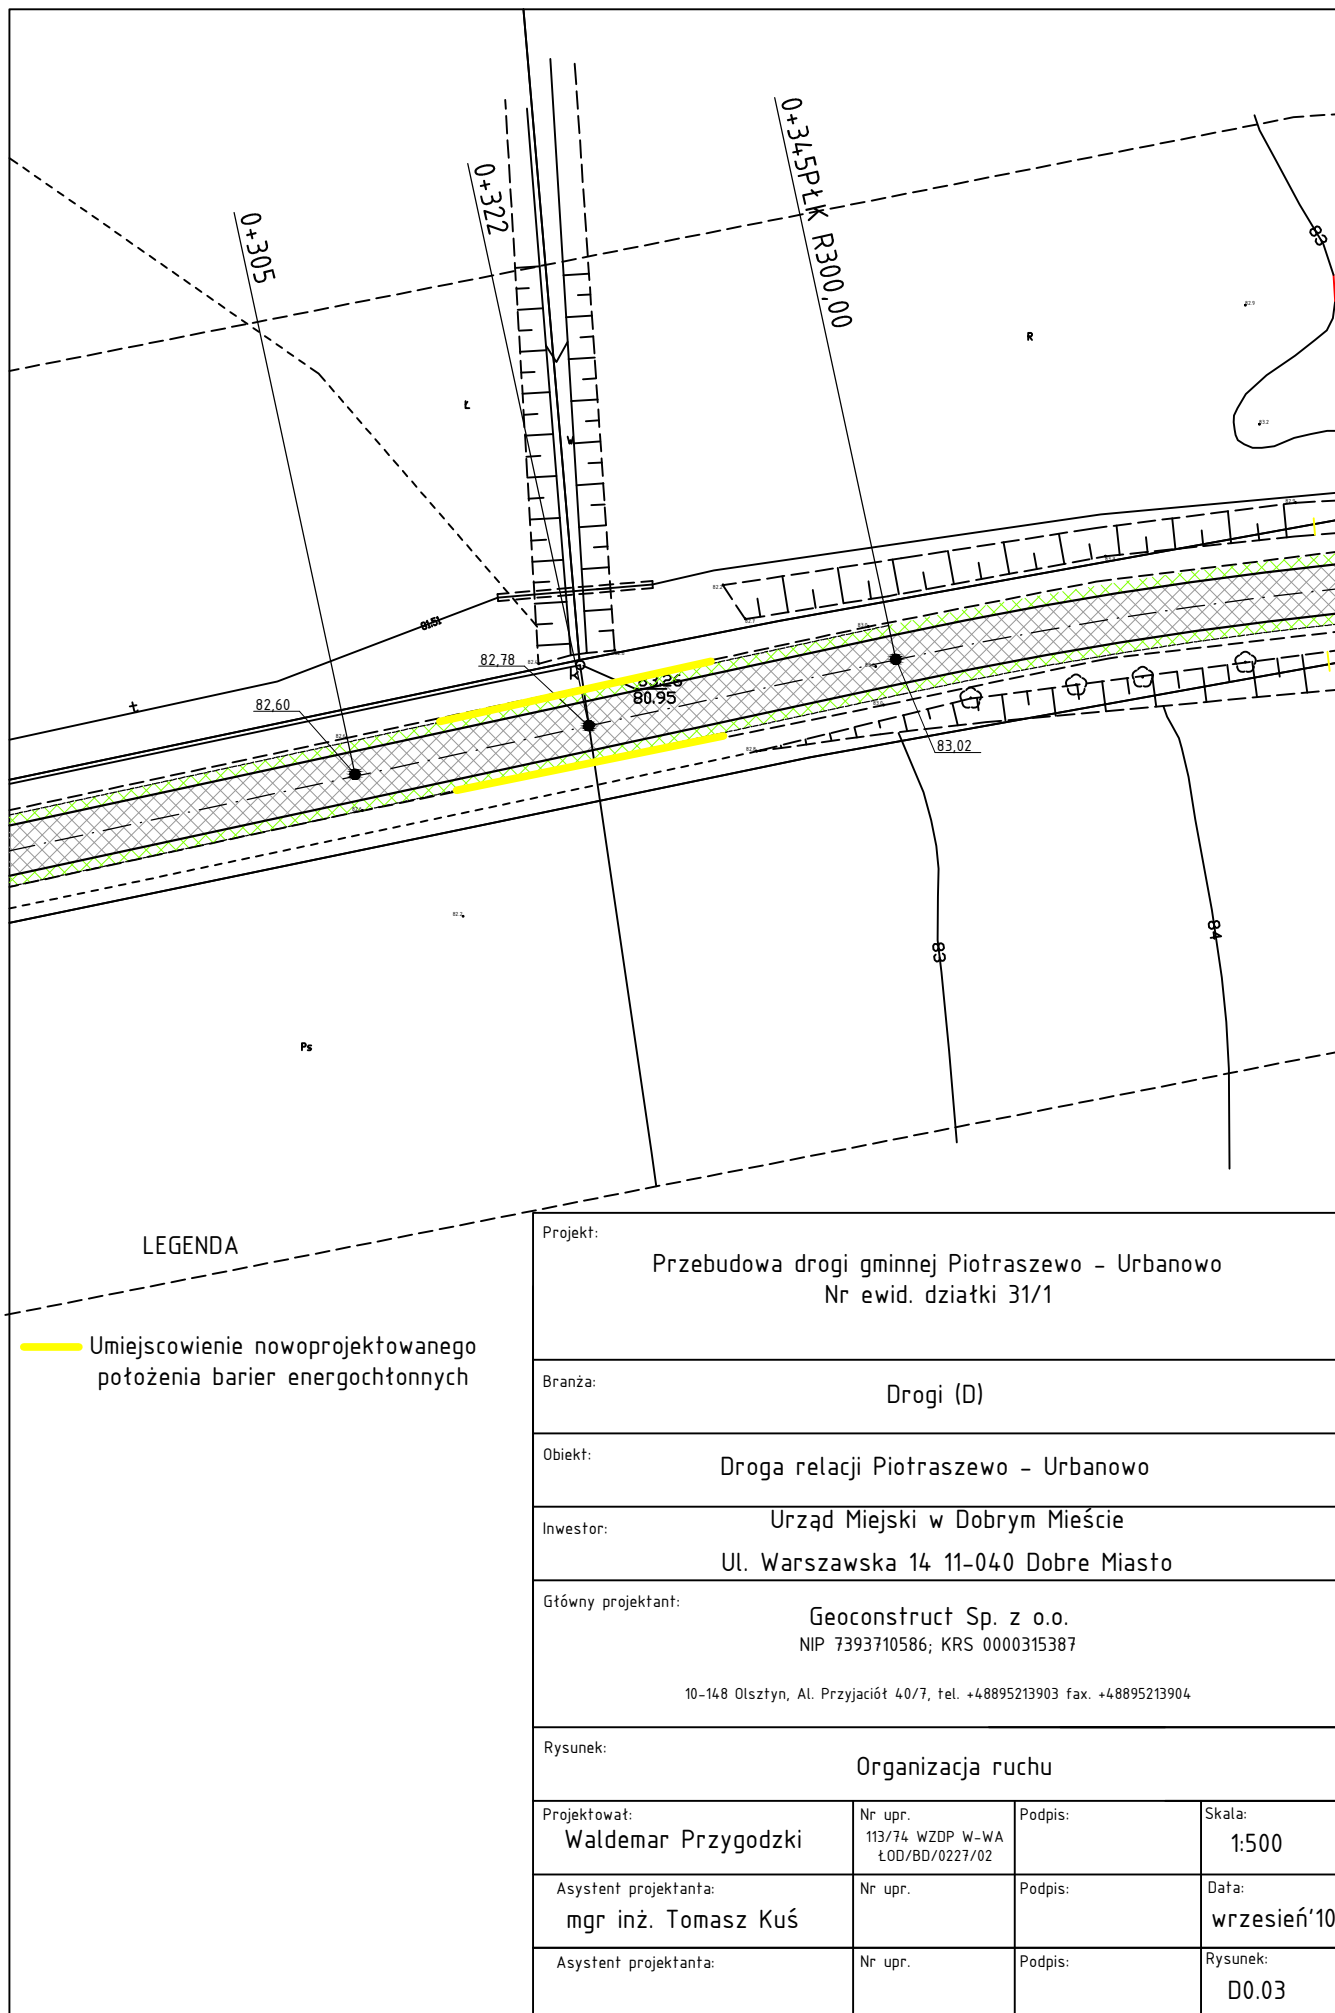 0+305
0+322
0+345PŁK R300,00
83
82.9
R
83.2
Ł
W
82,78
83.26
80.95
82,60
83,02
82.2
83
84
Ps
LEGENDA
Umiejscowienie nowoprojektowanego
położenia barier energochłonnych
Projekt:
Przebudowa drogi gminnej Piotraszewo - Urbanowo
Nr ewid. działki 31/1
Branża:
Drogi (D)
Obiekt:
Droga relacji Piotraszewo - Urbanowo
Inwestor:
Urząd Miejski w Dobrym Mieście
Ul. Warszawska 14 11-040 Dobre Miasto
Główny projektant:
Geoconstruct Sp. z o.o.
NIP 7393710586; KRS 0000315387
10-148 Olsztyn, Al. Przyjaciół 40/7, tel. +48895213903 fax. +48895213904
Rysunek:
Organizacja ruchu
Projektował:
Waldemar Przygodzki
Nr upr.
113/74 WZDP W-WA
ŁOD/BD/0227/02
Podpis:
Skala:
1:500
Asystent projektanta:
mgr inż. Tomasz Kuś
Nr upr.
Podpis:
Data:
wrzesień'10
Asystent projektanta:
Nr upr.
Podpis:
Rysunek:
D0.03